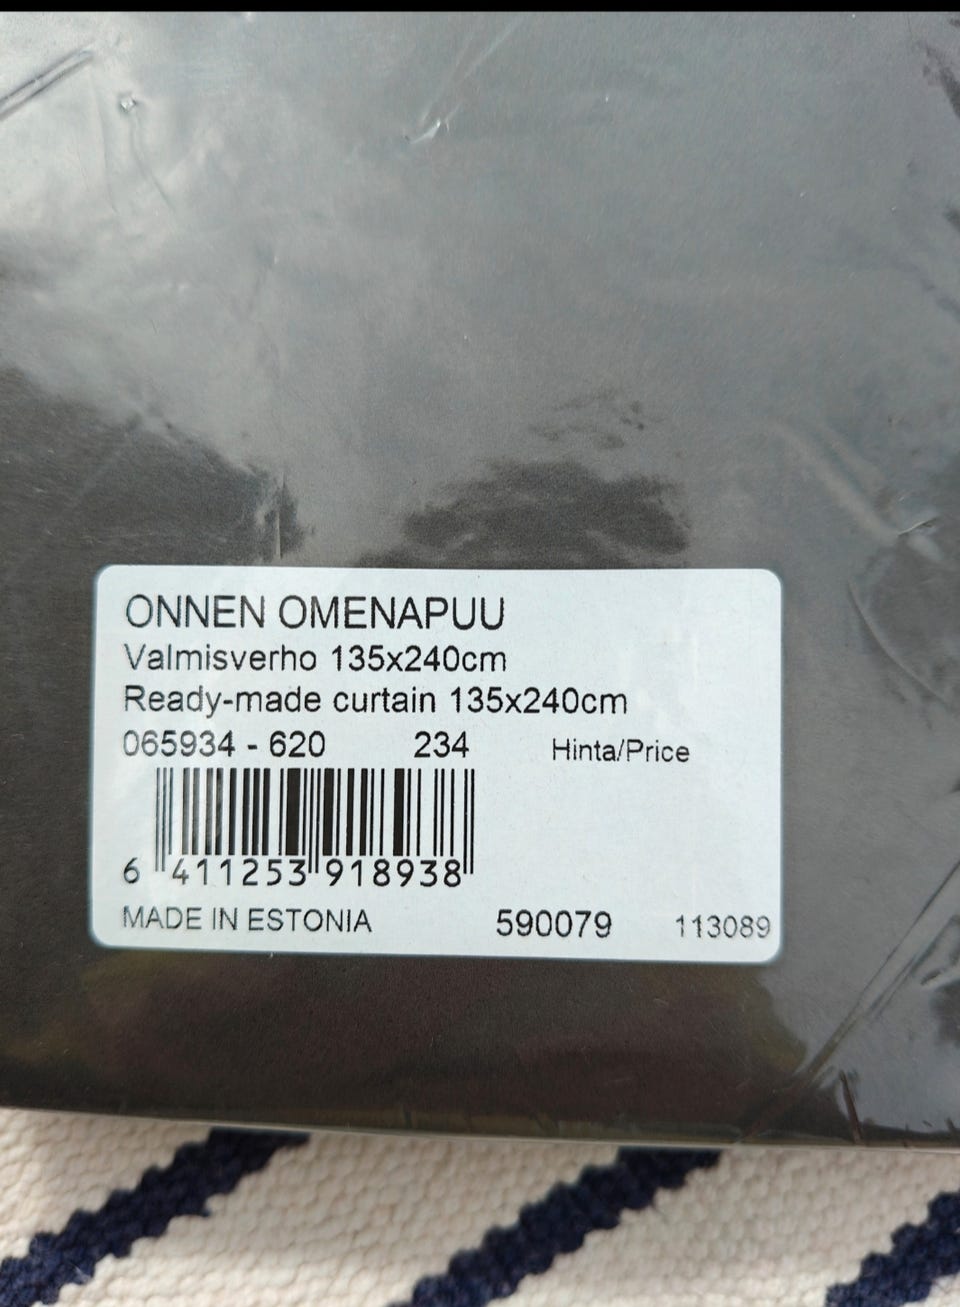 ONNEN OMENAPUU
Valmisverho 135x240cm
Ready-made curtain 135x240cm
065934 - 620 234 Hinta/Price
6 411253 918938
MADE IN ESTONIA 590079 113089